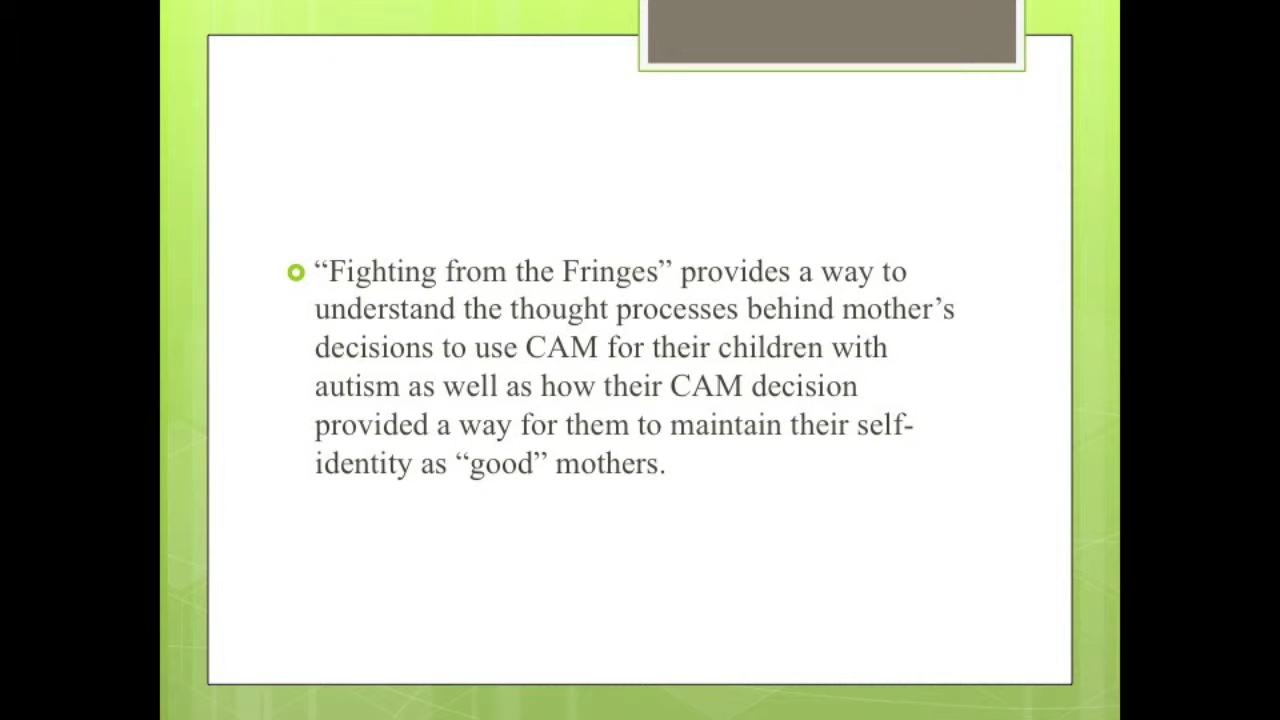 “Fighting from the Fringes” provides a way to
understand the thought processes behind mother’s
decisions to use CAM for their children with
autism as well as how their CAM decision
provided a way for them to maintain their self-
identity as “good” mothers.